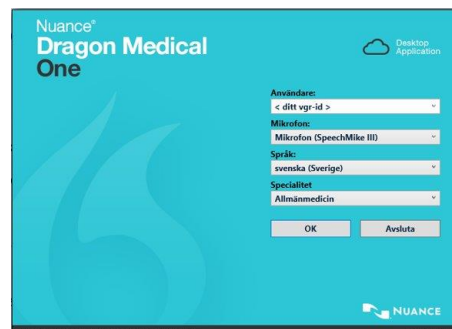 Nuance®
Dragon Medical
One
Desktop
Application
Användare:
< ditt vgr-id >
Mikrofon:
Mikrofon (SpeechMike III)
Språk:
svenska (Sverige)
Specialitet
Allmänmedicin
OK Avsluta
NUANCE